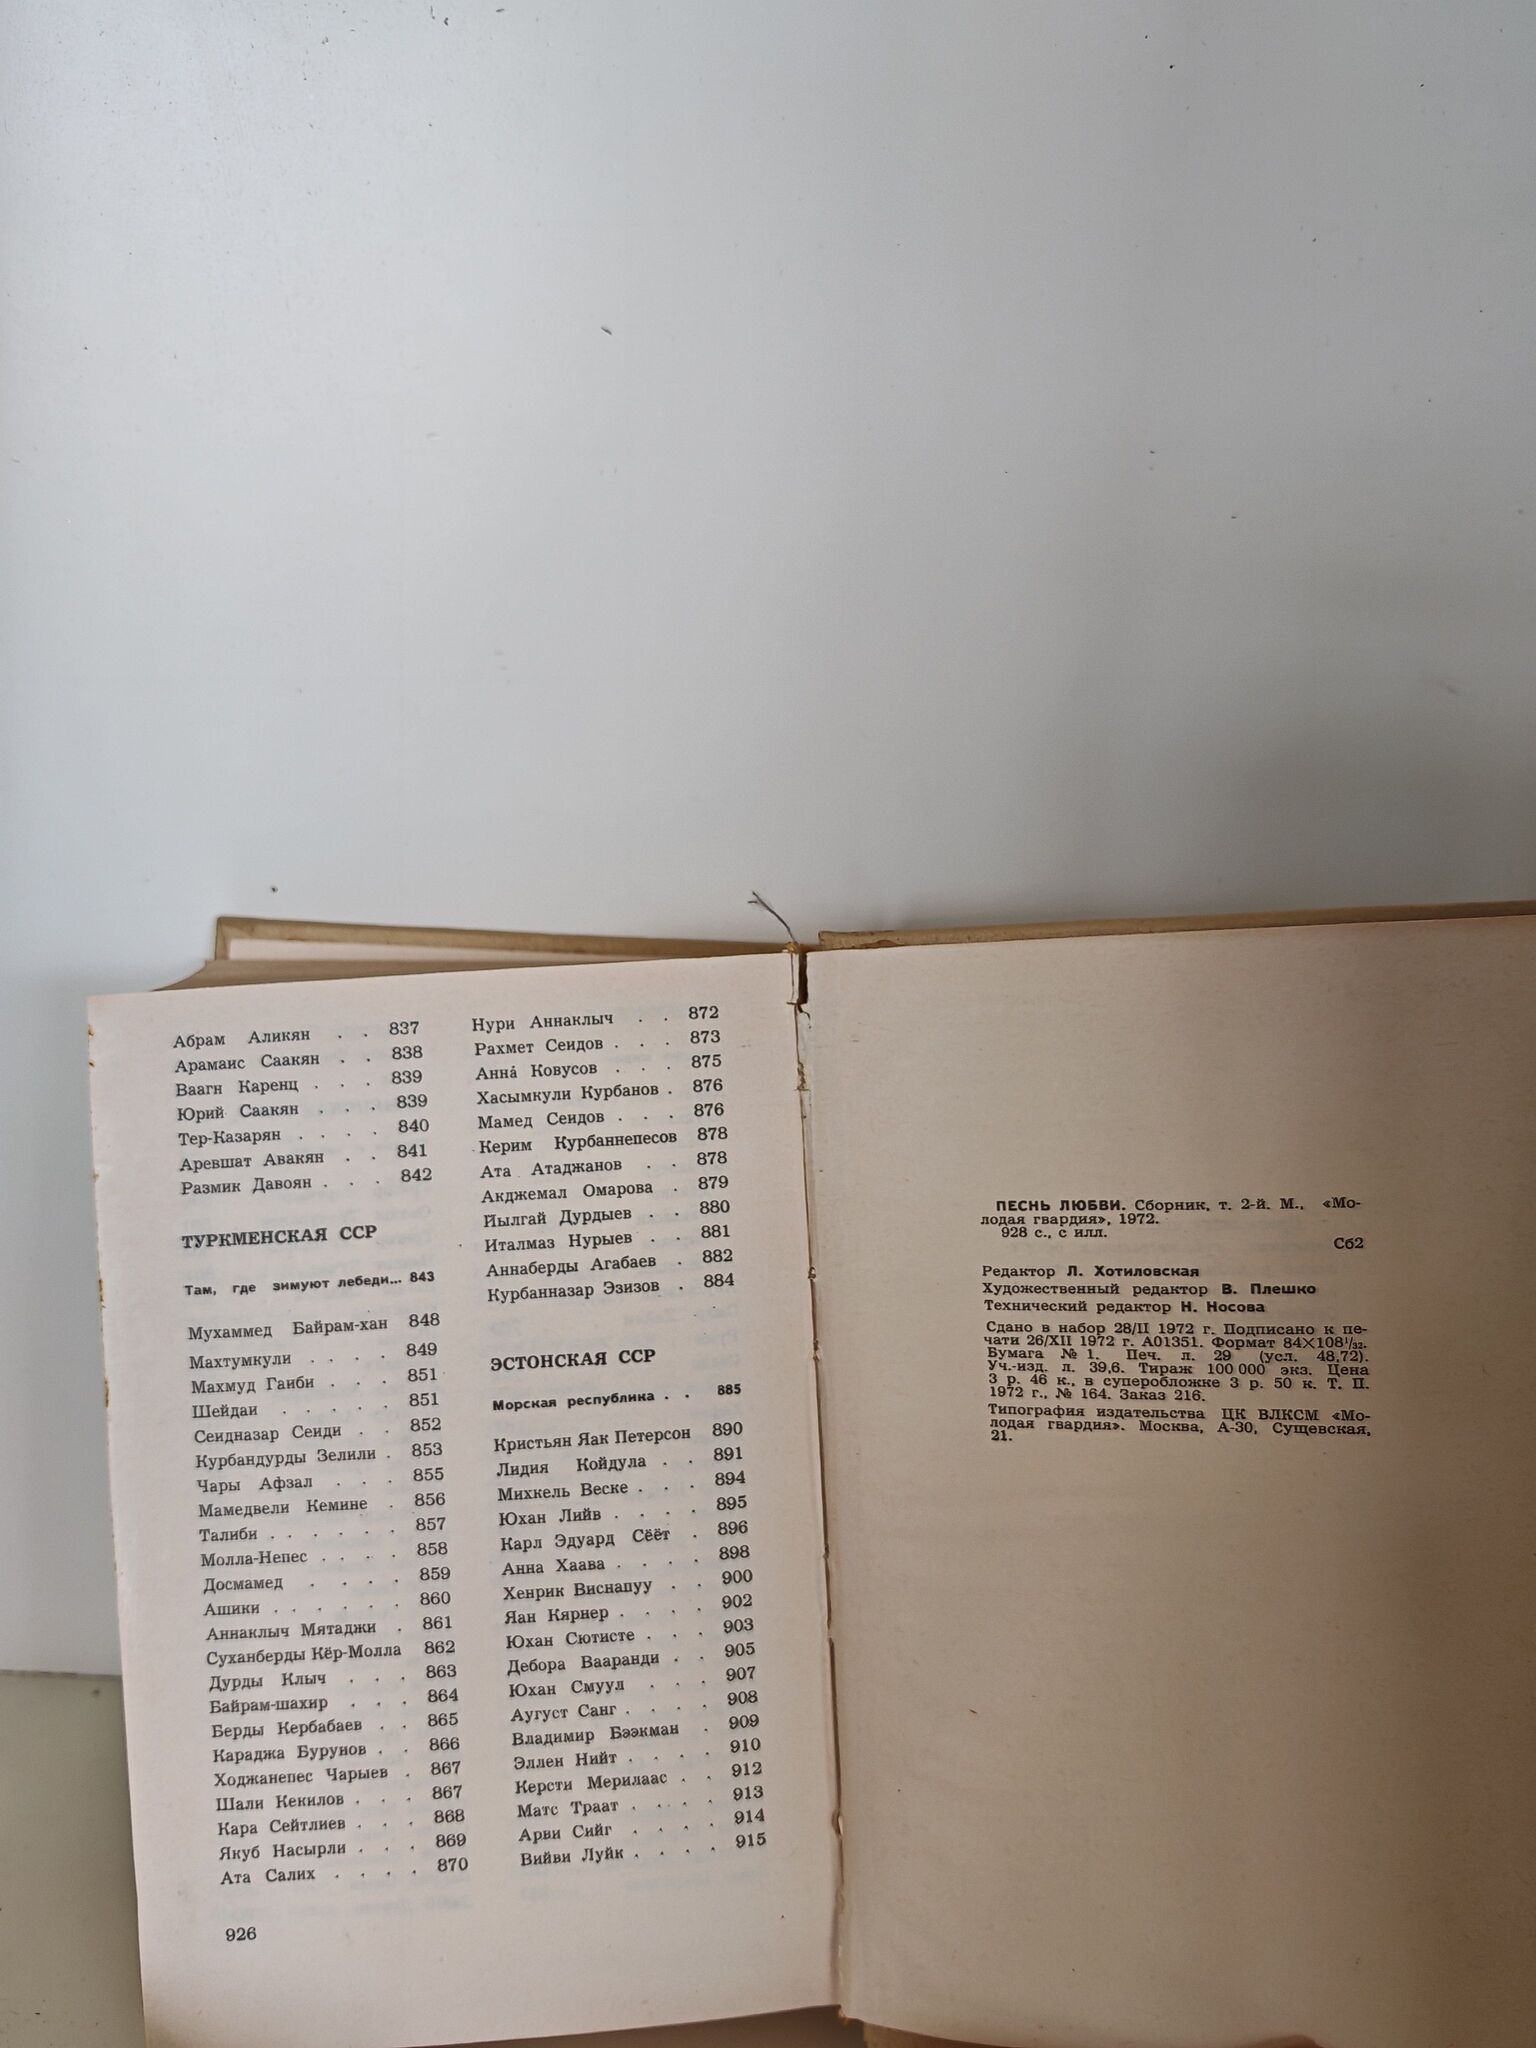 Абрам Аликян . . 837
Арамаис Саакян . . 838
Ваагн Каренц . . . 839
Юрий Саакян . . . 839
Тер-Казарян . . . . 840
Аревшат Авакян . . 841
Размик Давоян . . . 842
ТУРКМЕНСКАЯ ССР
Там, где зимуют лебеди... 843
Мухаммед Байрам-хан 848
Махтумкули . . . . 849
Махмуд Гаиби . . . 851
Шейдаи . . . . . 851
Сеидназар Сеиди . . 852
Курбандурды Зелили . 853
Чары Афзал . . . 855
Мамедвели Кемине . 856
Талиби . . . . . . 857
Молла-Непес . . . . 858
Досмамед . . . . 859
Ашики . . . . . . 860
Аннаклыч Мятаджи . 861
Суханберды Кёр-Молла 862
Дурды Клыч . . . 863
Байрам-шахир . . . 864
Берды Кербабаев . . 865
Караджа Бурунов . . 866
Ходжанепес Чарыев . 867
Шали Кекилов . . . 867
Кара Сейтлиев . . . 868
Якуб Насырли . . . 869
Ата Салих . . . . 870
926
Нури Аннаклыч . . 872
Рахмет Сеидов . . . 873
Аннá Ковусов . . . 875
Хасымкули Курбанов . 876
Мамед Сеидов . . . 876
Керим Курбаннепесов 878
Ата Атаджанов . . 878
Акджемал Омарова . 879
Йылгай Дурдыев . . 880
Италмаз Нурыев . . 881
Аннаберды Агабаев . 882
Курбанназар Эзизов . 884
ЭСТОНСКАЯ ССР
Морская республика . . 885
Кристьян Яак Петерсон 890
Лидия Койдула . . 891
Михкель Веске . . . 894
Юхан Лийв . . . . 895
Карл Эдуард Сёёт . 896
Анна Хаава . . . . 898
Хенрик Виснапуу . . 900
Яан Кярнер . . . . 902
Юхан Сютисте . . . 903
Дебора Вааранди . . 905
Юхан Смуул . . . 907
Аугуст Санг . . . . 908
Владимир Бээкман . 909
Эллен Нийт . . . . 910
Керсти Мерилаас . . 912
Матс Траат . . . . 913
Арви Сийг . . . . 914
Вийви Луйк . . . . 915
ПЕСНЬ ЛЮБВИ. Сборник, т. 2-й. М., «Мо-
лодая гвардия», 1972.
928 с., с илл.
Сб2
Редактор Л. Хотиловская
Художественный редактор В. Плешко
Технический редактор Н. Носова
Сдано в набор 28/II 1972 г. Подписано к пе-
чати 26/XII 1972 г. А01351. Формат 84×108¹/₃₂.
Бумага № 1. Печ. л. 29 (усл. 48,72).
Уч.-изд. л. 39,6. Тираж 100 000 экз. Цена
3 р. 46 к., в суперобложке 3 р. 50 к. Т. П.
1972 г., № 164. Заказ 216.
Типография издательства ЦК ВЛКСМ «Мо-
лодая гвардия». Москва, А-30, Сущевская,
21.